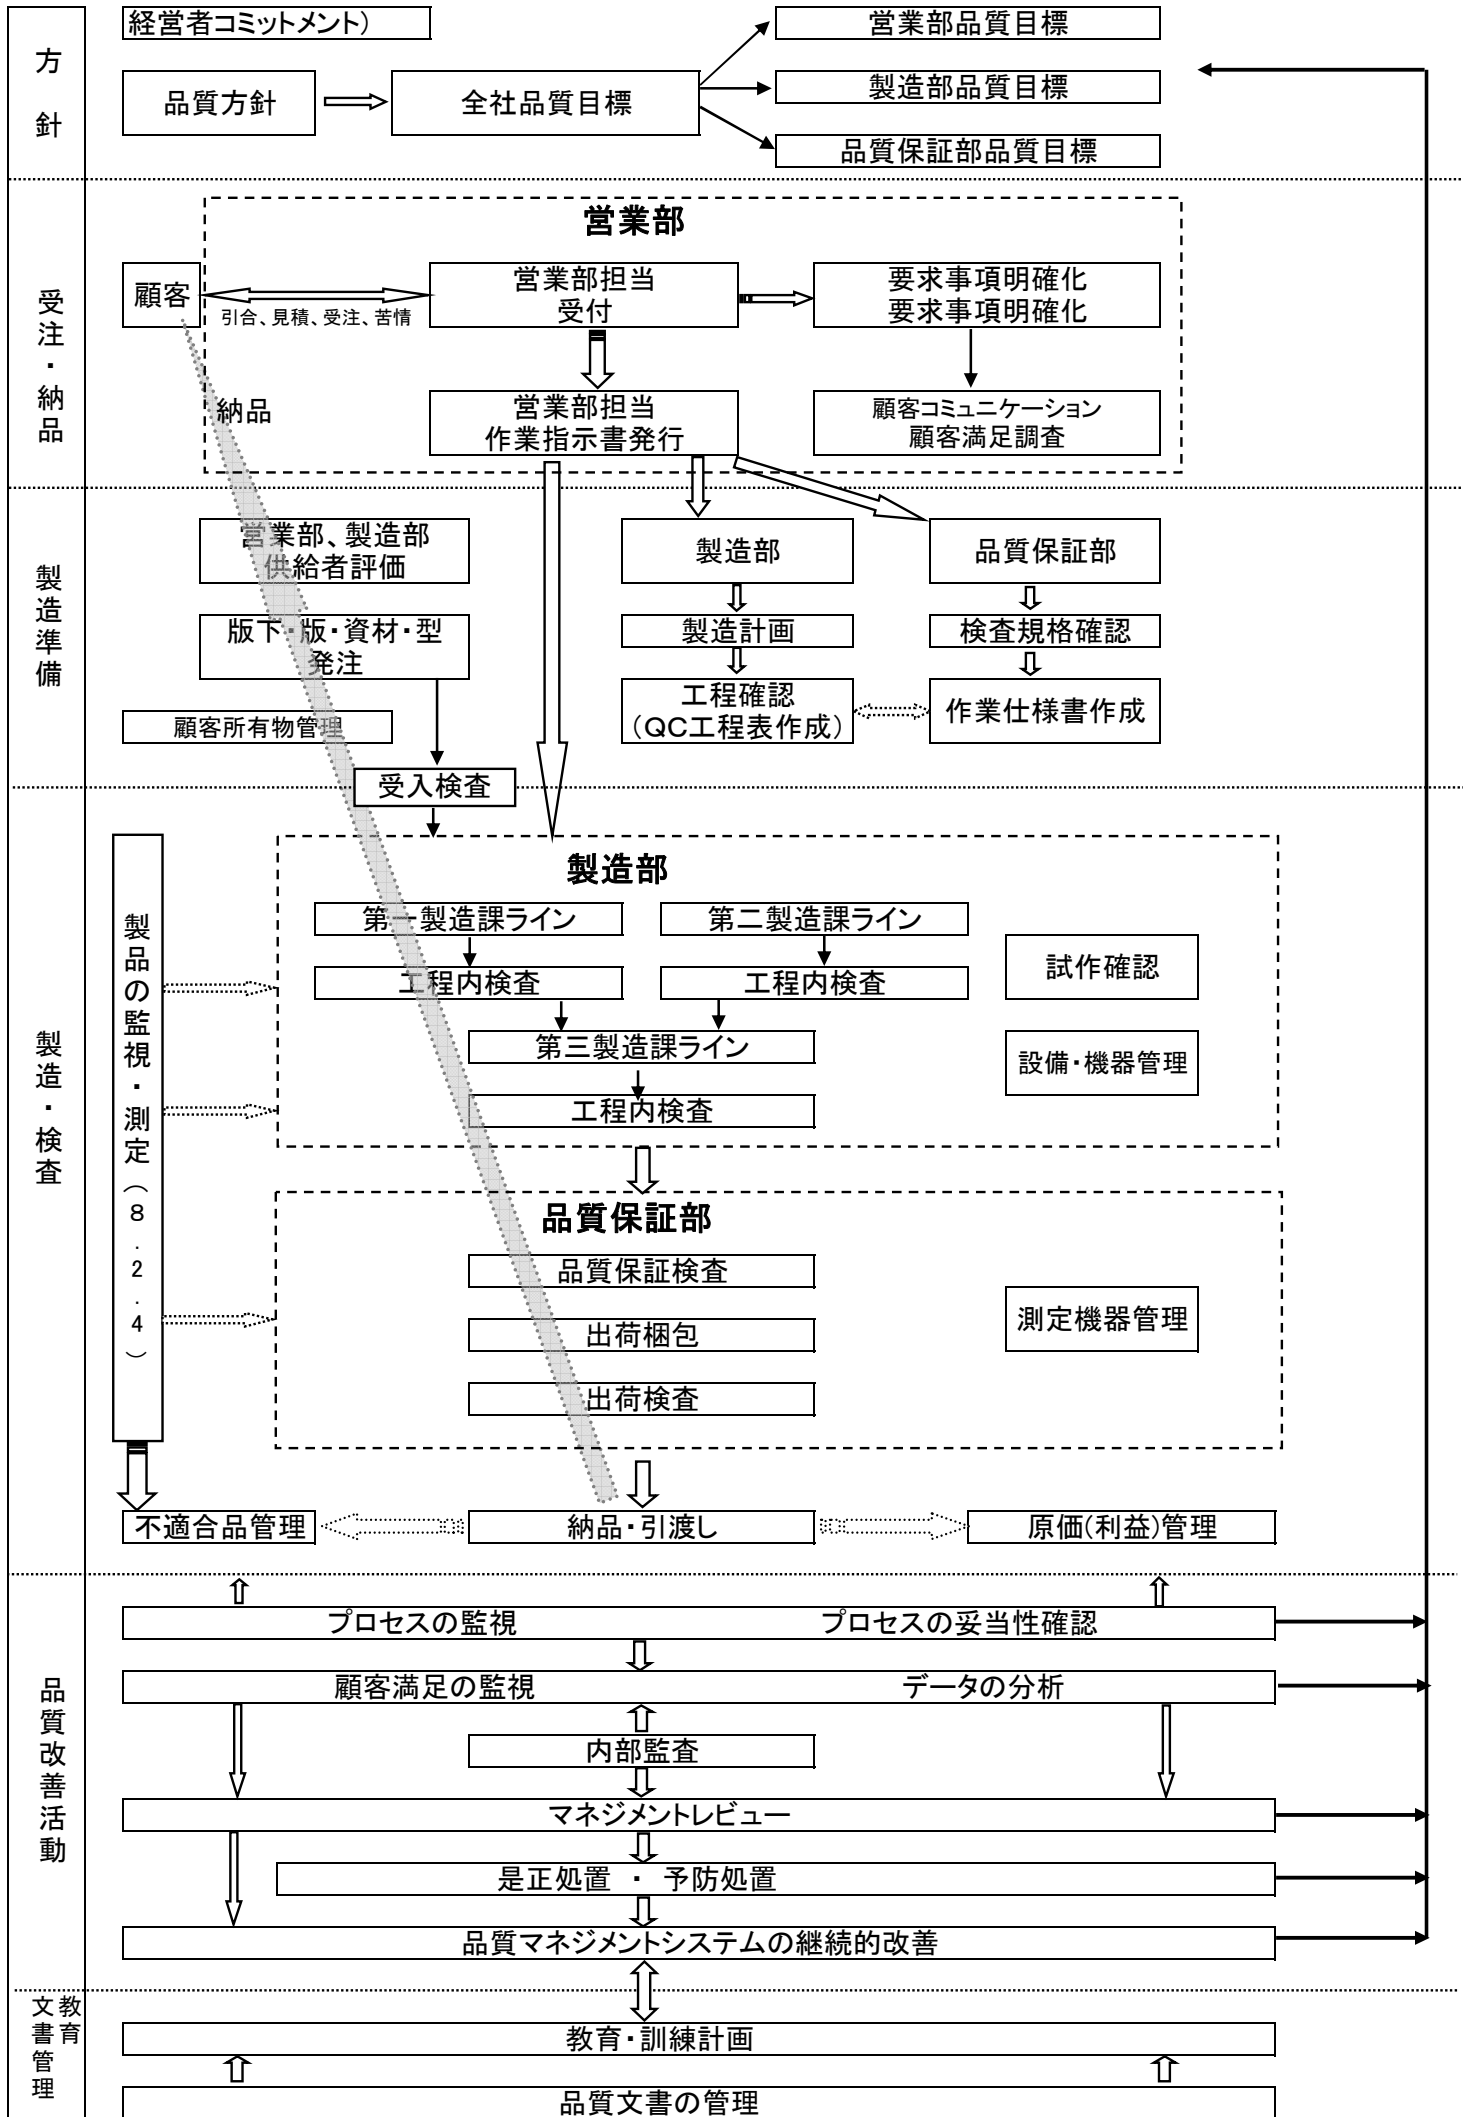 方針
経営者コミットメント）
品質方針
全社品質目標
営業部品質目標
製造部品質目標
品質保証部品質目標
受注・納品
営業部
顧客
引合、見積、受注、苦情
営業部担当
受付
要求事項明確化
要求事項明確化
納品
営業部担当
作業指示書発行
顧客コミュニケーション
顧客満足調査
製造準備
営業部、製造部
供給者評価
版下・版・資材・型
発注
顧客所有物管理
受入検査
製造部
製造計画
工程確認
（QC工程表作成）
品質保証部
検査規格確認
作業仕様書作成
製造・検査
製品の監視・測定（８．２．４）
製造部
第一製造課ライン
第二製造課ライン
工程内検査
工程内検査
第三製造課ライン
工程内検査
試作確認
設備・機器管理
品質保証部
品質保証検査
出荷梱包
出荷検査
測定機器管理
不適合品管理
納品・引渡し
原価(利益)管理
品質改善活動
プロセスの監視
プロセスの妥当性確認
顧客満足の監視
データの分析
内部監査
マネジメントレビュー
是正処置 ・ 予防処置
品質マネジメントシステムの継続的改善
教育
文書管理
教育・訓練計画
品質文書の管理